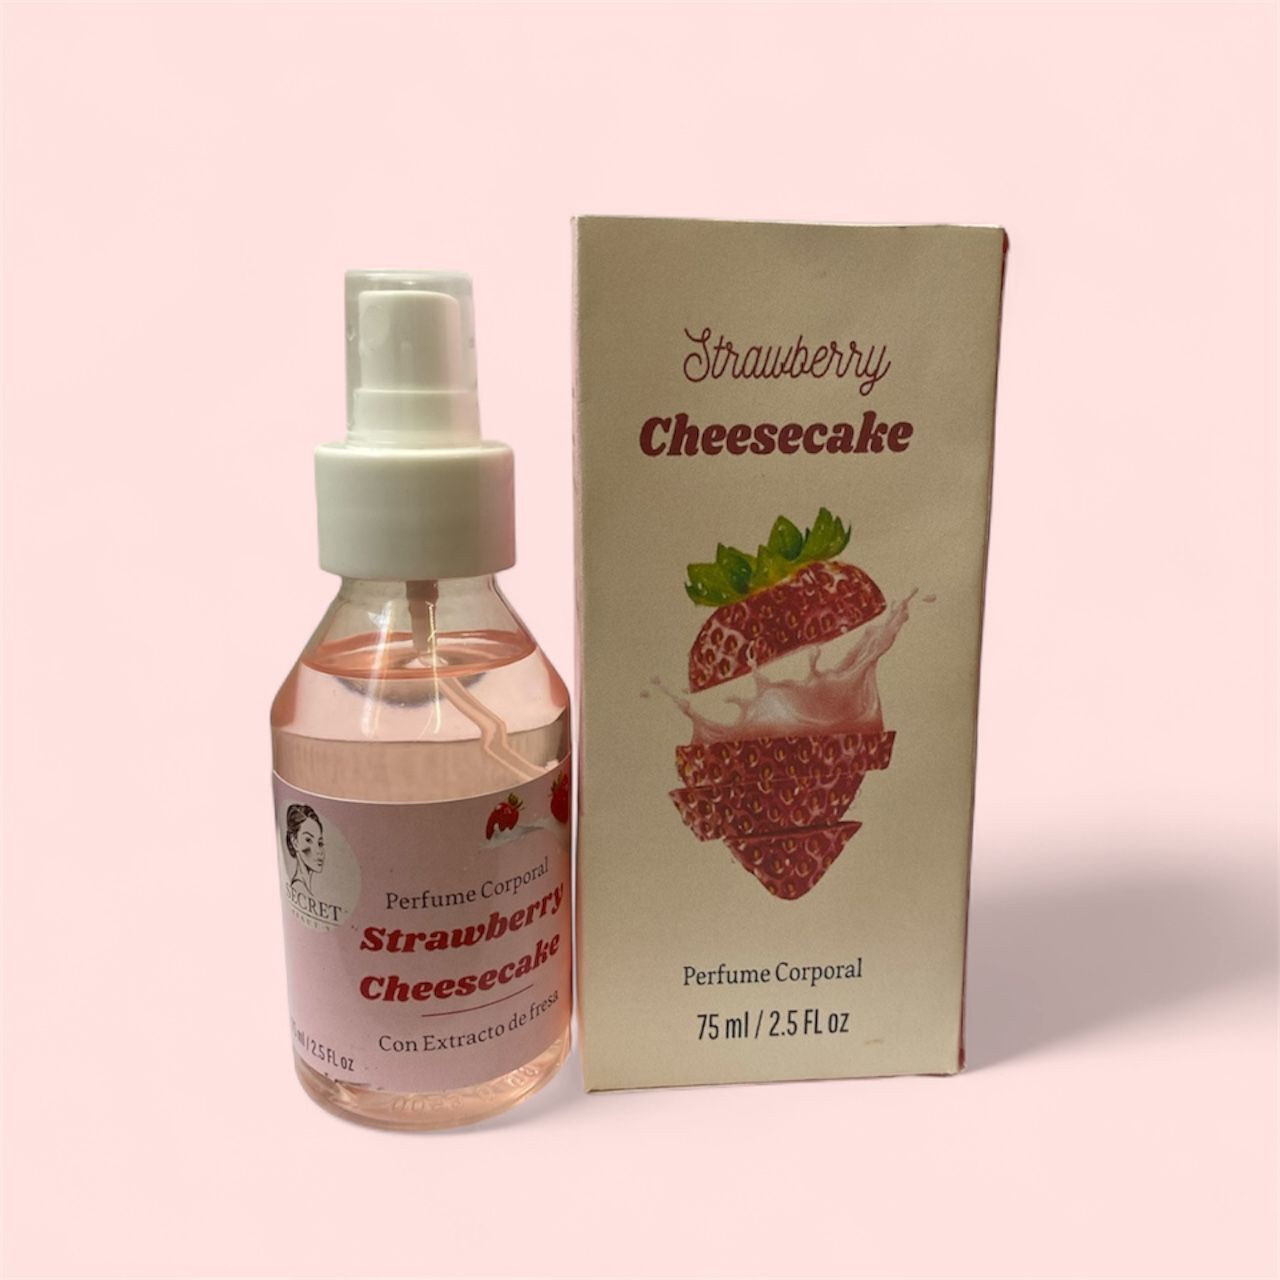 Strawberry
Cheesecake
Perfume Corporal
75 ml / 2.5 FL oz
SECRET
Perfume Corporal
Strawberry
Cheesecake
Con Extracto de fresa
ml / 2.5 FL oz